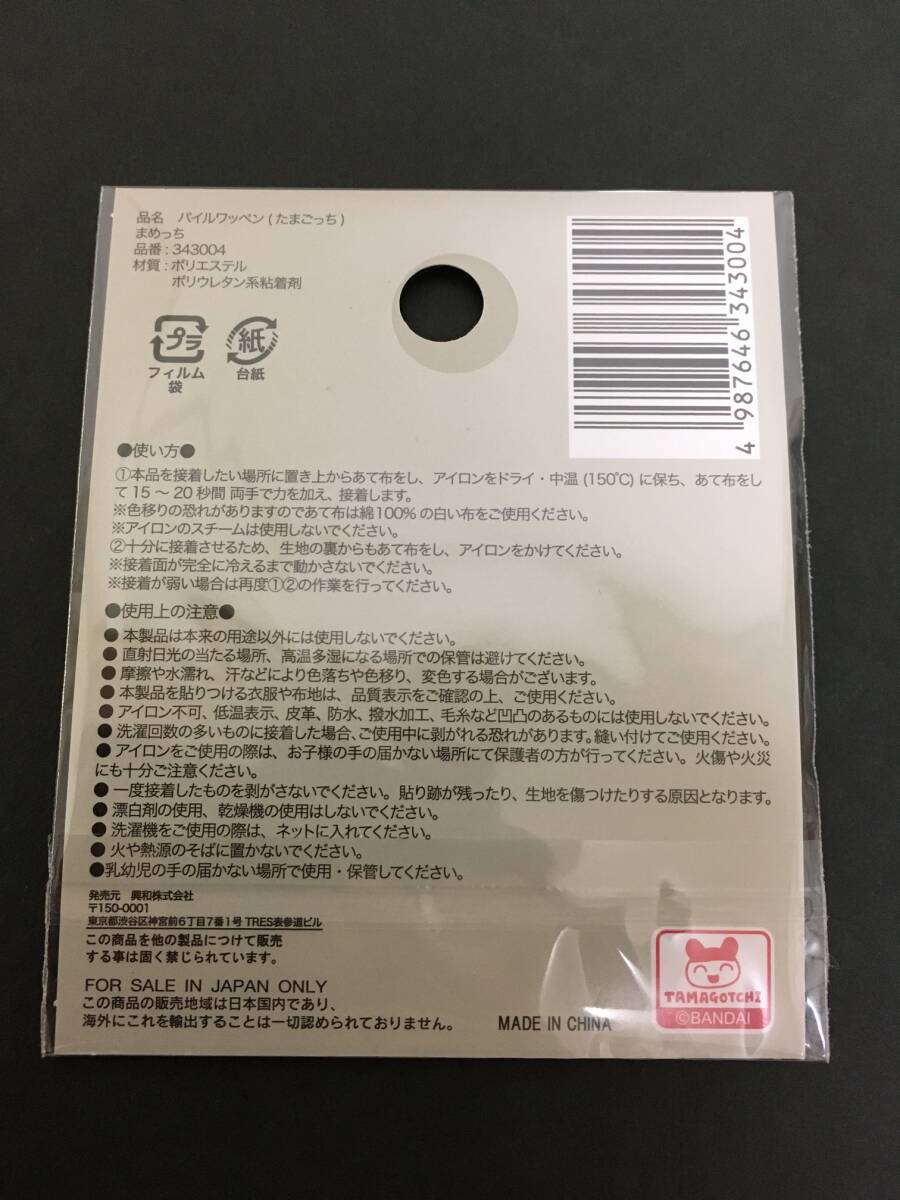 品名 パイルワッペン(たまごっち)
まめっち
品番:343004
材質:ポリエステル
ポリウレタン系粘着剤
プラ
フィルム
袋
紙
台紙
4 987646 343004
●使い方●
①本品を接着したい場所に置き上からあて布をし、アイロンをドライ・中温(150℃)に保ち、あて布をし
て15～20秒間 両手で力を加え、接着します。
※色移りの恐れがありますのであて布は綿100%の白い布をご使用ください。
※アイロンのスチームは使用しないでください。
②十分に接着させるため、生地の裏からもあて布をし、アイロンをかけてください。
※接着面が完全に冷えるまで動かさないでください。
※接着が弱い場合は再度①②の作業を行ってください。
●使用上の注意●
●本製品は本来の用途以外には使用しないでください。
●直射日光の当たる場所、高温多湿になる場所での保管は避けてください。
●摩擦や水濡れ、汗などにより色落ちや色移り、変色する場合がございます。
●本製品を貼りつける衣服や布地は、品質表示をご確認の上、ご使用ください。
●アイロン不可、低温表示、皮革、防水、撥水加工、毛糸など凹凸のあるものには使用しないでください。
●洗濯回数の多いものに接着した場合、ご使用中に剥がれる恐れがあります。縫い付けてご使用ください。
●アイロンをご使用の際は、お子様の手の届かない場所にて保護者の方が行ってください。火傷や火災
にも十分ご注意ください。
●一度接着したものを剥がさないでください。貼り跡が残ったり、生地を傷つけたりする原因となります。
●漂白剤の使用、乾燥機の使用はしないでください。
●洗濯機をご使用の際は、ネットに入れてください。
●火や熱源のそばに置かないでください。
●乳幼児の手の届かない場所で使用・保管してください。
発売元 興和株式会社
〒150-0001
東京都渋谷区神宮前6丁目7番1号 TRES表参道ビル
この商品を他の製品につけて販売
する事は固く禁じられています。
FOR SALE IN JAPAN ONLY
この商品の販売地域は日本国内であり、
海外にこれを輸出することは一切認められておりません。
MADE IN CHINA
TAMAGOTCHI
©BANDAI